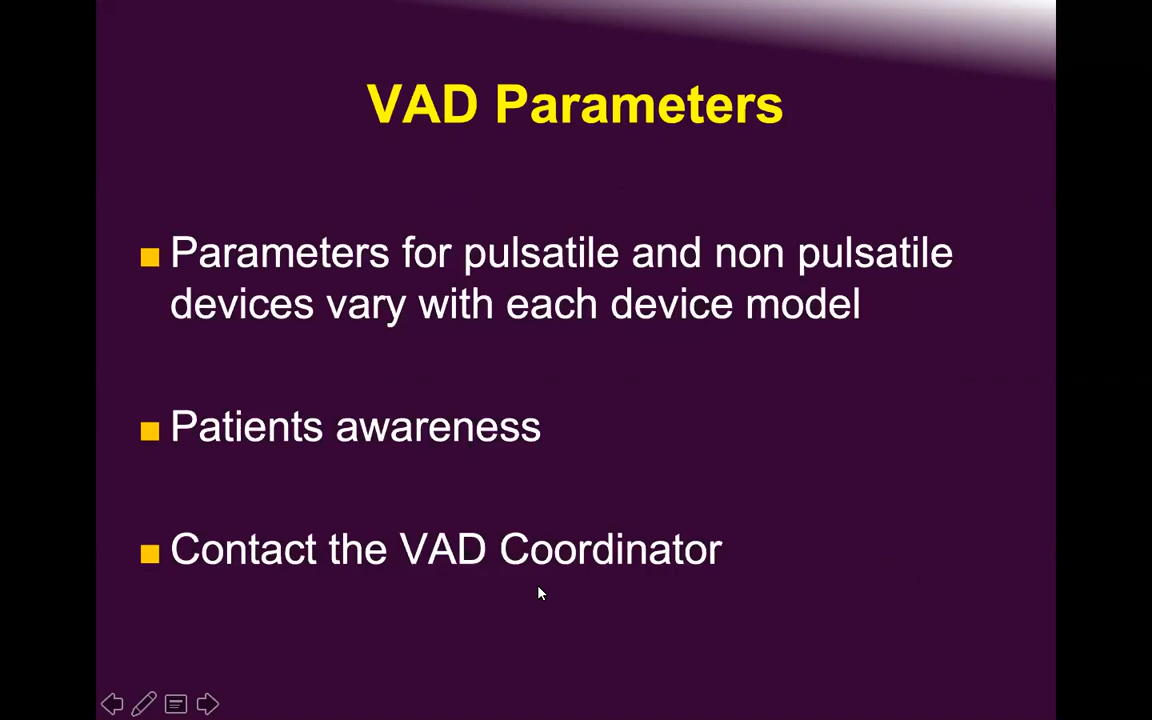 VAD Parameters
Parameters for pulsatile and non pulsatile
devices vary with each device model
Patients awareness
Contact the VAD Coordinator